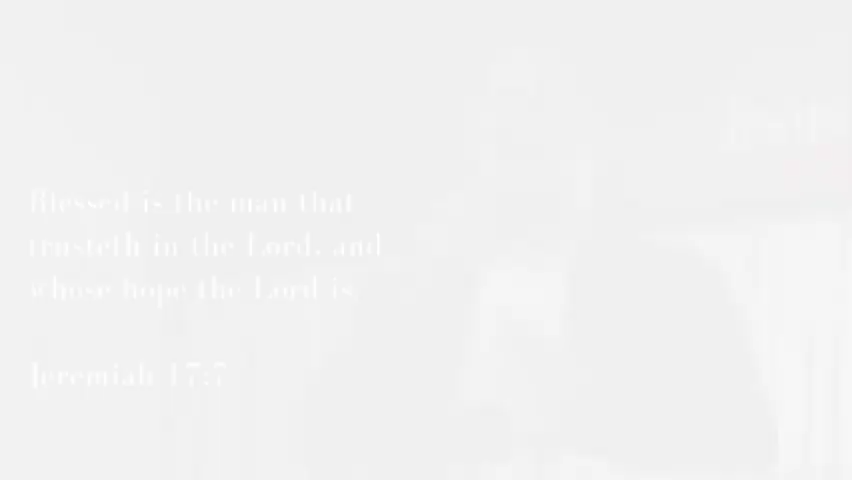 Blessed is the man that
trusteth in the Lord, and
whose hope the Lord is
Jeremiah 17:7